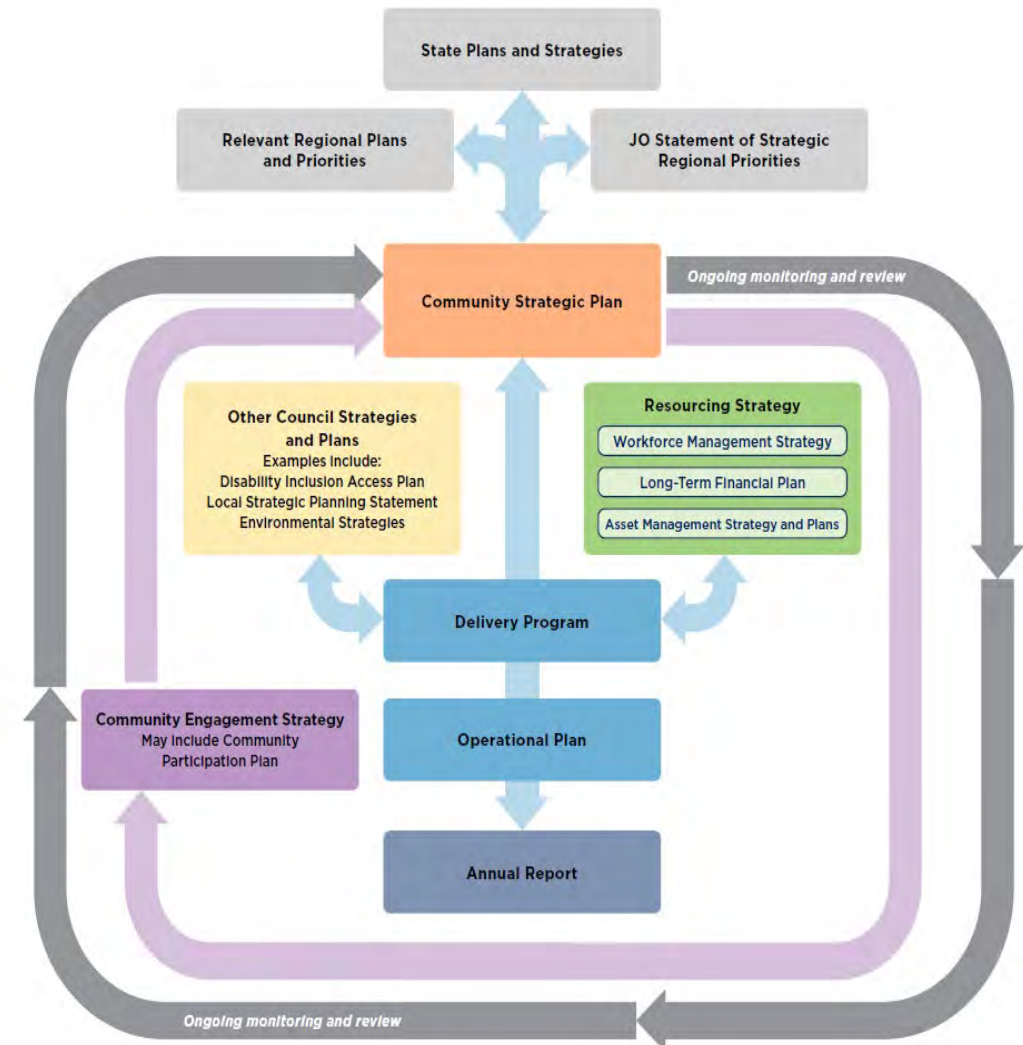 State Plans and Strategies
Relevant Regional Plans
and Priorities
JO Statement of Strategic
Regional Priorities
Community Strategic Plan
Ongoing monitoring and review
Other Council Strategies
and Plans
Examples include:
Disability Inclusion Access Plan
Local Strategic Planning Statement
Environmental Strategies
Resourcing Strategy
Workforce Management Strategy
Long-Term Financial Plan
Asset Management Strategy and Plans
Delivery Program
Community Engagement Strategy
May include Community
Participation Plan
Operational Plan
Annual Report
Ongoing monitoring and review